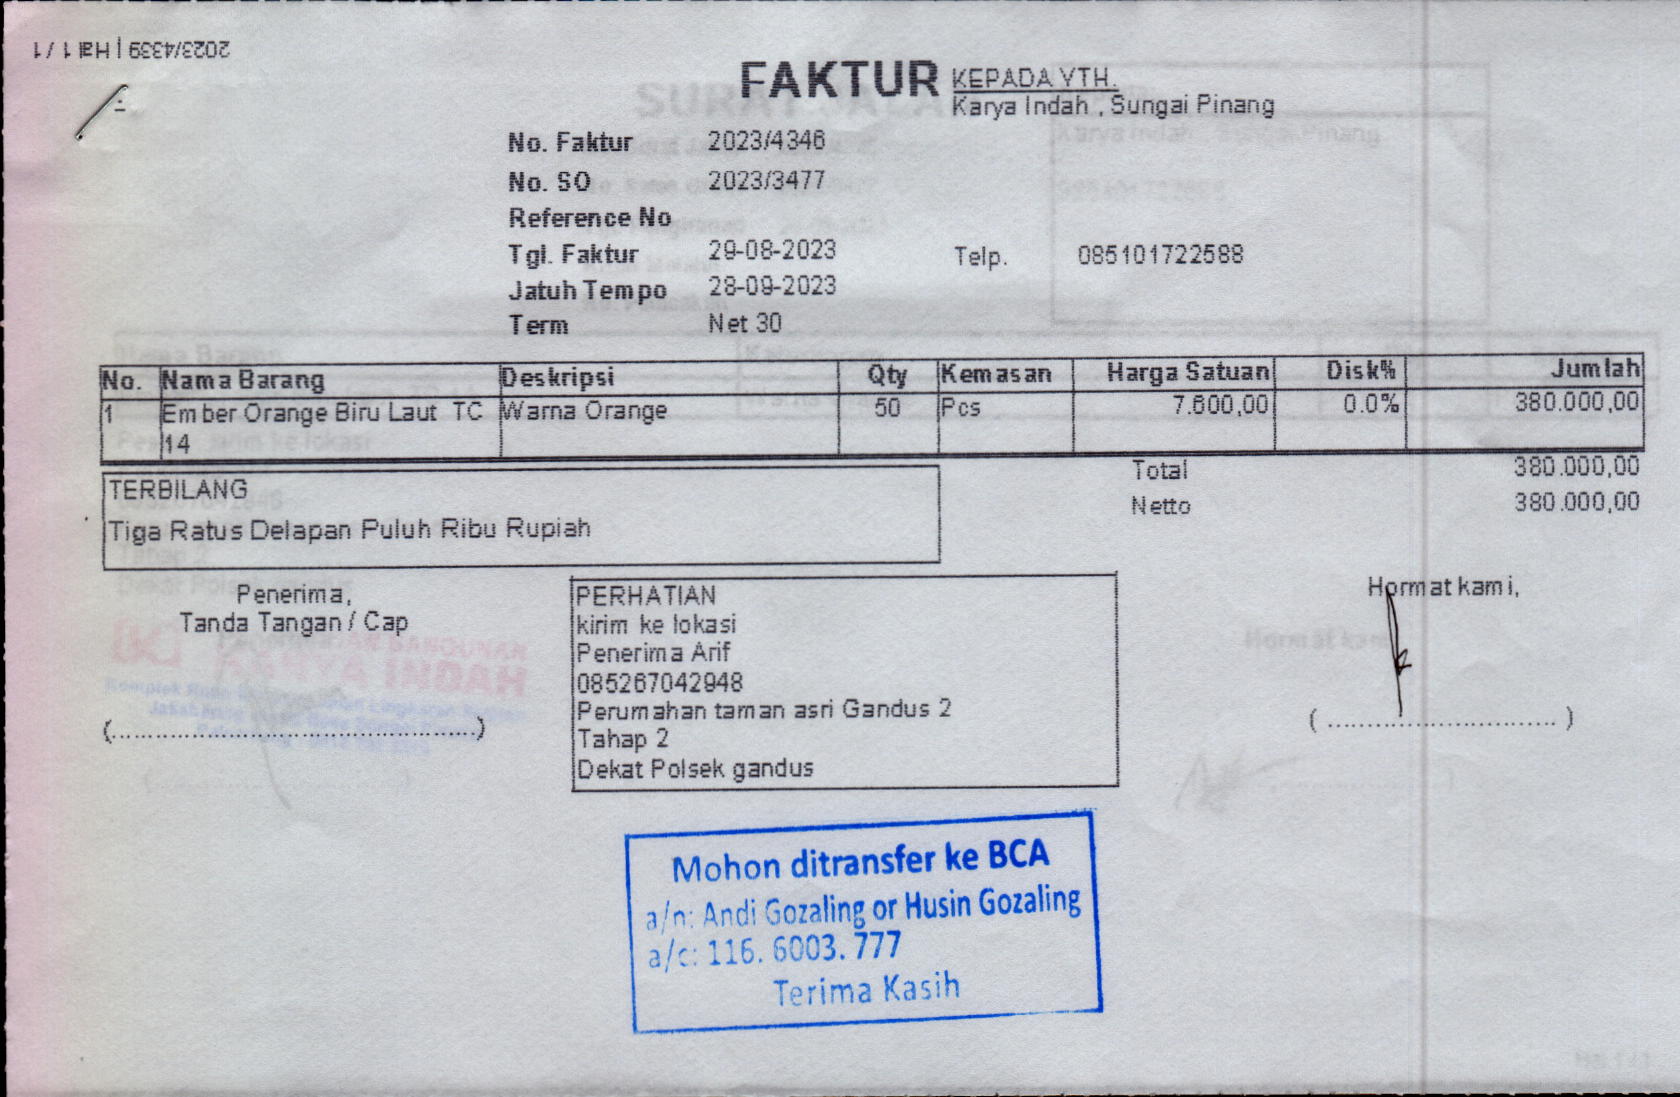 2023/4339 | Hal 1 / 1
FAKTUR
KEPADA YTH.
Karya Indah , Sungai Pinang
No. Faktur 2023/4346
No. SO 2023/3477
Reference No
Tgl. Faktur 29-08-2023 Telp. 085101722588
Jatuh Tempo 28-09-2023
Term Net 30
No. Nama Barang Deskripsi Qty Kemasan Harga Satuan Disk% Jumlah
1 Ember Orange Biru Laut TC Warna Orange 50 Pcs 7.600,00 0.0% 380.000,00
14
Total 380.000,00
Netto 380.000,00
TERBILANG
Tiga Ratus Delapan Puluh Ribu Rupiah
Penerima,
Tanda Tangan / Cap
(................................................)
PERHATIAN
kirim ke lokasi
Penerima Arif
085267042948
Perumahan taman asri Gandus 2
Tahap 2
Dekat Polsek gandus
Hormat kami,
( .............................. )
Mohon ditransfer ke BCA
a/n: Andi Gozaling or Husin Gozaling
a/c: 116. 6003. 777
Terima Kasih